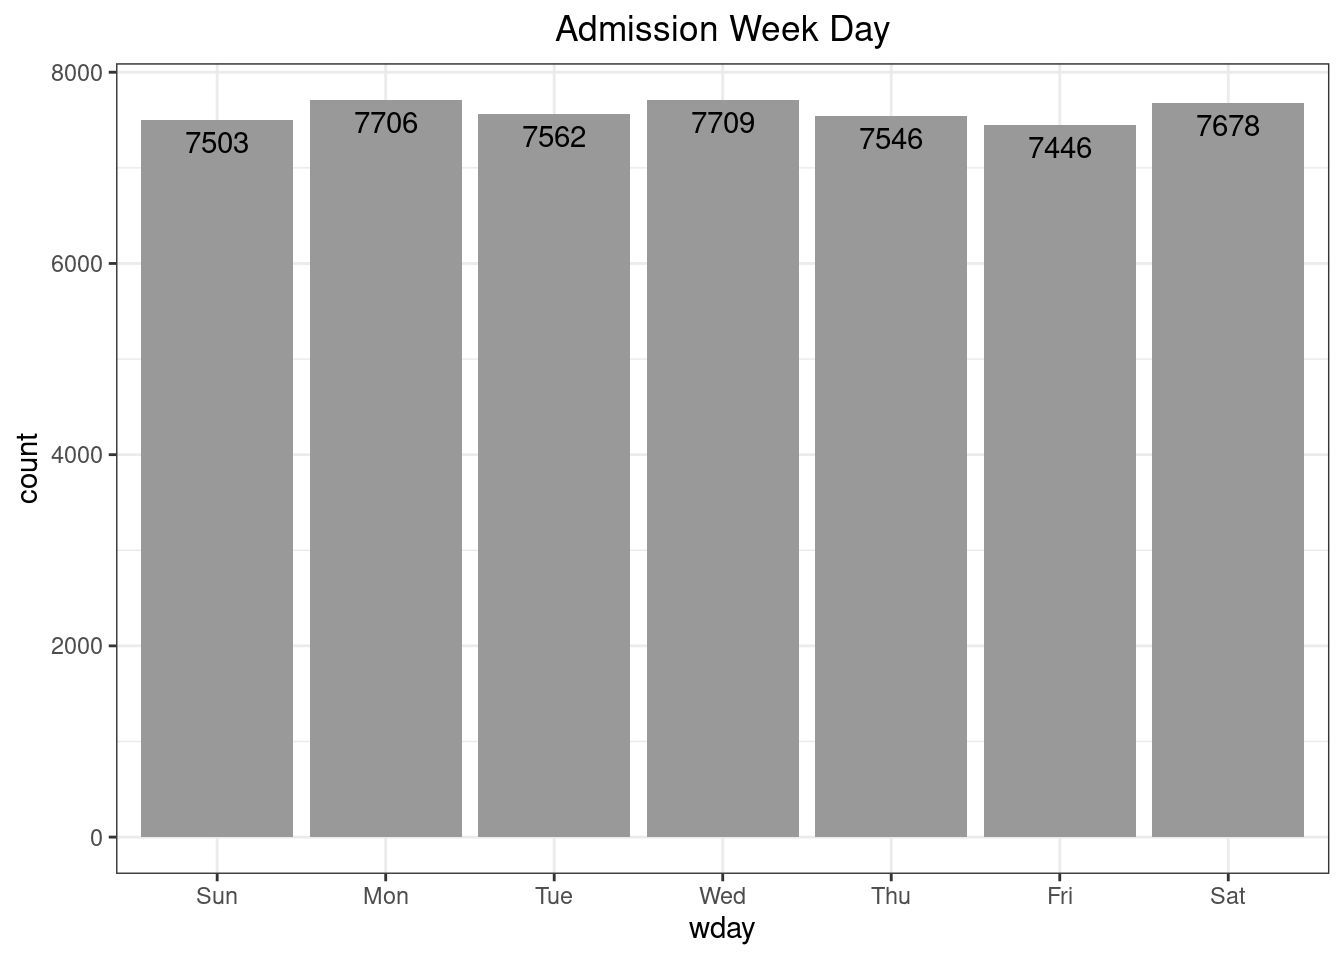 Admission Week Day
8000
6000
4000
2000
0
count
7503
7706
7562
7709
7546
7446
7678
Sun
Mon
Tue
Wed
Thu
Fri
Sat
wday